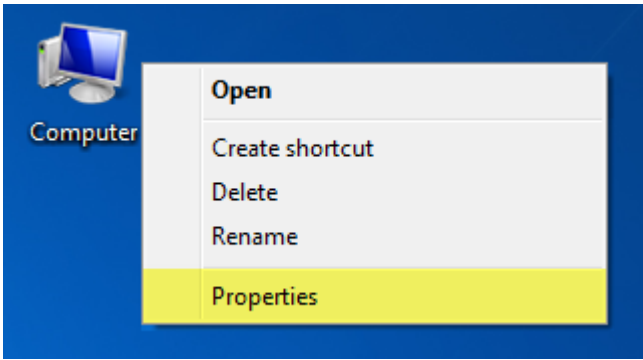 Computer
Open
Create shortcut
Delete
Rename
Properties